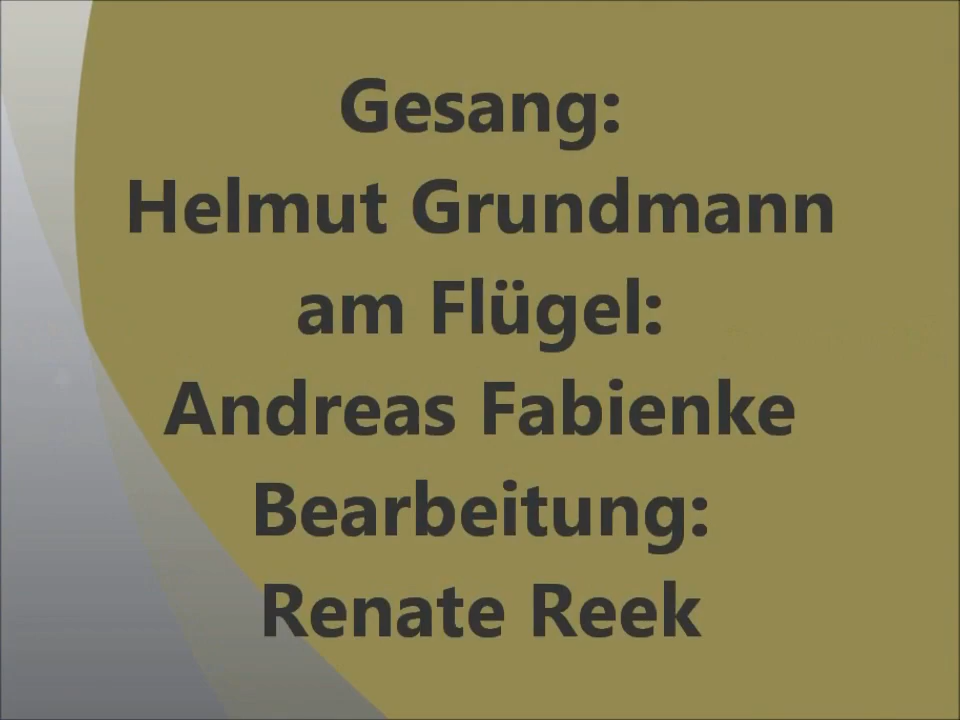 Gesang:
Helmut Grundmann
am Flügel:
Andreas Fabienke
Bearbeitung:
Renate Reek